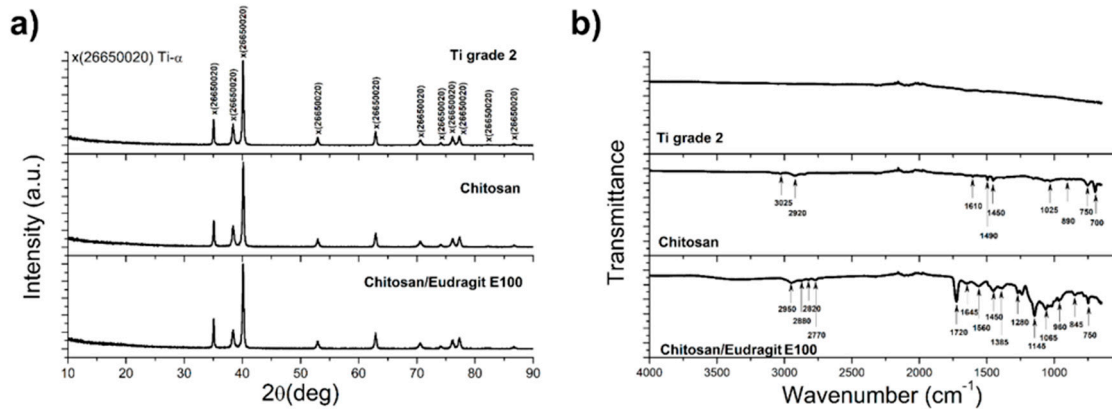 a)
x(26650020) Ti-α
x(26650020)
x(26650020)
x(26650020)
x(26650020)
x(26650020)
x(26650020)
x(26650020)
x(26650020)
x(26650020)
x(26650020)
x(26650020)
Ti grade 2
Chitosan
Chitosan/Eudragit E100
Intensity (a.u.)
10 20 30 40 50 60 70 80 90
2θ(deg)
b)
Ti grade 2
3025
2920
1610
1490
1450
1025
890
750
700
Chitosan
2950
2880
2820
2770
1720
1645
1560
1450
1385
1280
1145
1065
960
845
750
Chitosan/Eudragit E100
Transmittance
4000 3500 3000 2500 2000 1500 1000
Wavenumber (cm⁻¹)